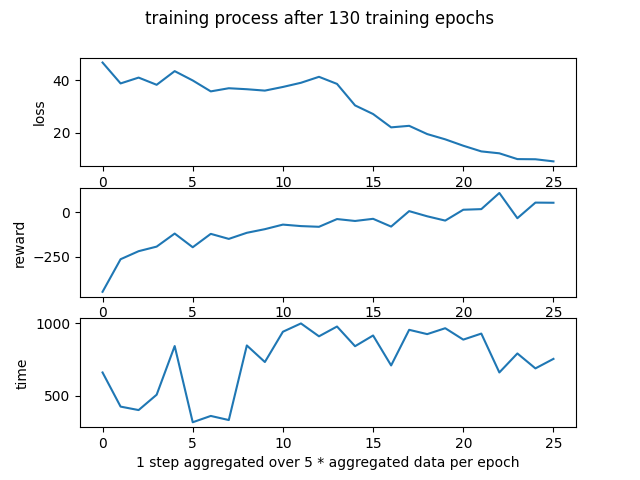 training process after 130 training epochs
40
20
loss
0 5 10 15 20 25
0
−250
reward
0 5 10 15 20 25
1000
500
time
0 5 10 15 20 25
1 step aggregated over 5 * aggregated data per epoch